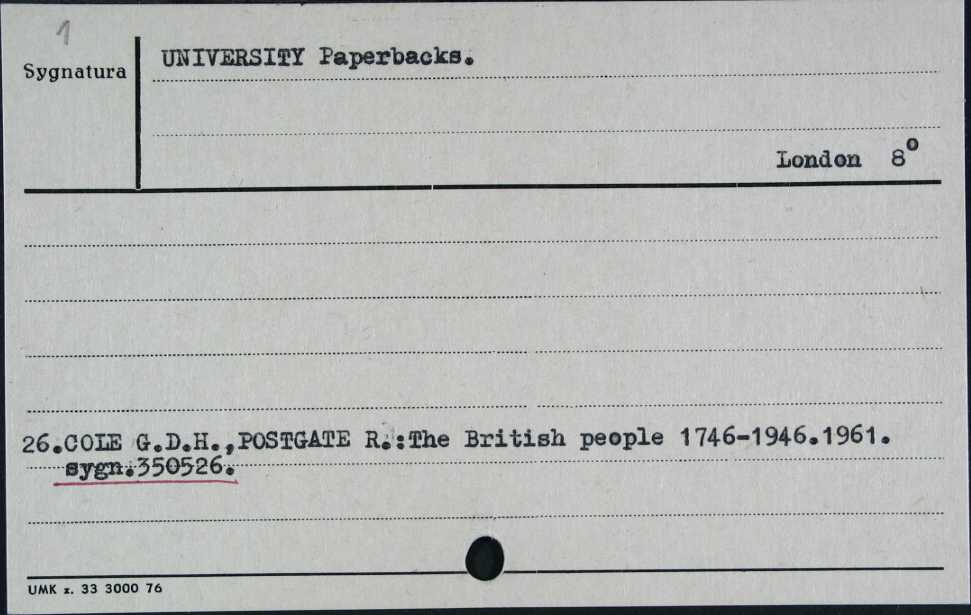 1
Sygnatura
UNIVERSITY Paperbacks.
London 8°
26.COLE G.D.H.,POSTGATE R.:The British people 1746-1946.1961.
sygn.350526.
UMK z. 33 3000 76